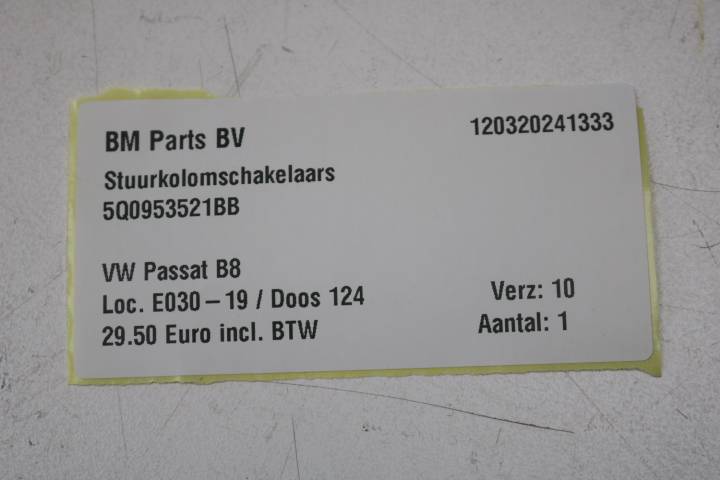 BM Parts BV 120320241333
Stuurkolomschakelaars
5Q0953521BB
VW Passat B8
Loc. E030 – 19 / Doos 124 Verz: 10
29.50 Euro incl. BTW Aantal: 1